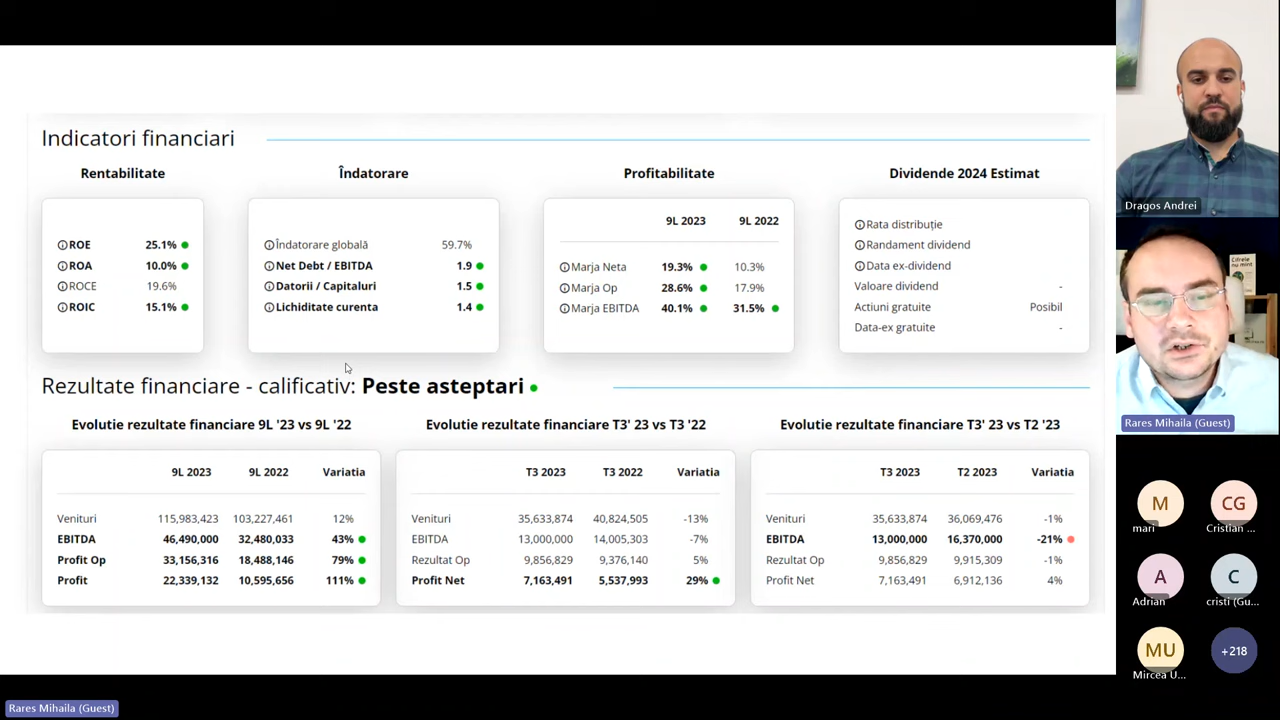 Indicatori financiari
Rentabilitate
ROE 25.1%
ROA 10.0%
ROCE 19.6%
ROIC 15.1%
Îndatorare
Îndatorare globală 59.7%
Net Debt / EBITDA 1.9
Datorii / Capitaluri 1.5
Lichiditate curenta 1.4
Profitabilitate
9L 2023 9L 2022
Marja Neta 19.3% 10.3%
Marja Op 28.6% 17.9%
Marja EBITDA 40.1% 31.5%
Dividende 2024 Estimat
Rata distribuție
Randament dividend
Data ex-dividend
Valoare dividend -
Actiuni gratuite Posibil
Data-ex gratuite -
Rezultate financiare - calificativ: Peste asteptari
Evolutie rezultate financiare 9L '23 vs 9L '22
9L 2023 9L 2022 Variatia
Venituri 115,983,423 103,227,461 12%
EBITDA 46,490,000 32,480,033 43%
Profit Op 33,156,316 18,488,146 79%
Profit 22,339,132 10,595,656 111%
Evolutie rezultate financiare T3' 23 vs T3 '22
T3 2023 T3 2022 Variatia
Venituri 35,633,874 40,824,505 -13%
EBITDA 13,000,000 14,005,303 -7%
Rezultat Op 9,856,829 9,376,140 5%
Profit Net 7,163,491 5,537,993 29%
Evolutie rezultate financiare T3' 23 vs T2 '23
T3 2023 T2 2023 Variatia
Venituri 35,633,874 36,069,476 -1%
EBITDA 13,000,000 16,370,000 -21%
Rezultat Op 9,856,829 9,915,309 -1%
Profit Net 7,163,491 6,912,136 4%
Dragos Andrei
Cifrele
nu mint
Rares Mihaila (Guest)
M
mari
CG
Cristian ...
A
Adrian
C
cristi (Gu...
MU
Mircea U...
+218
Rares Mihaila (Guest)